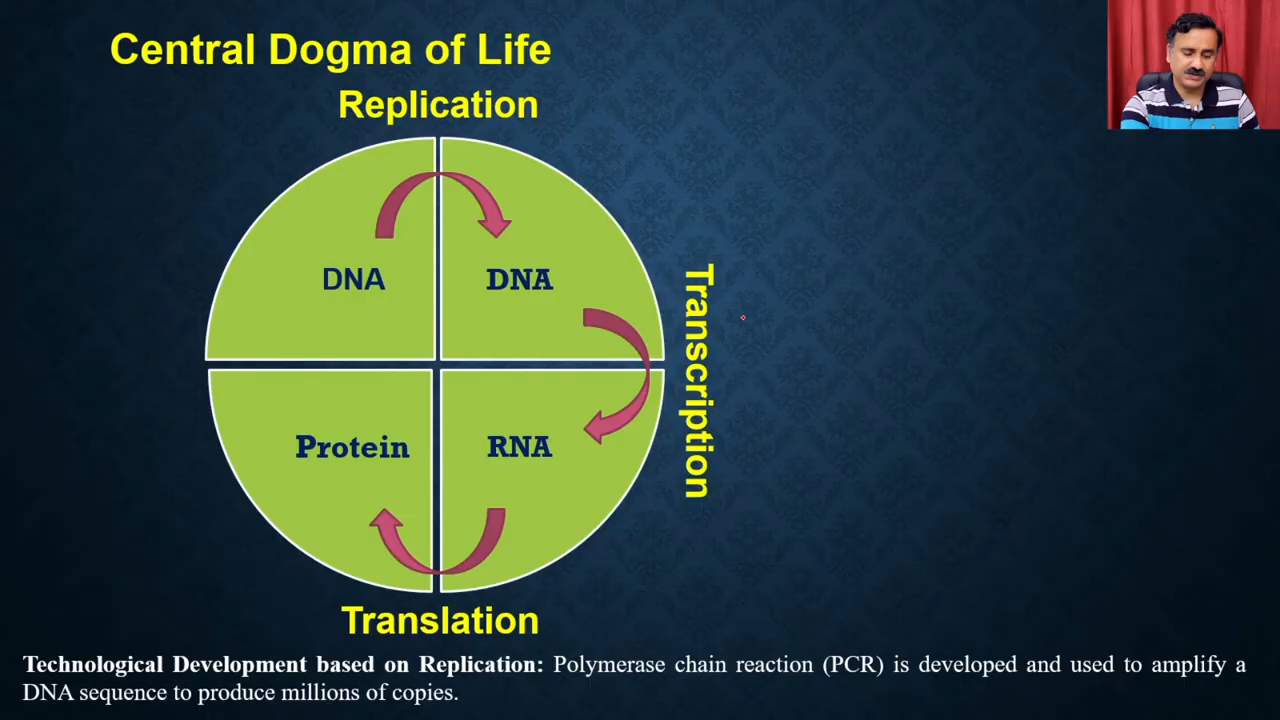 Central Dogma of Life
Replication
DNA
DNA
Transcription
Protein
RNA
Translation
Technological Development based on Replication: Polymerase chain reaction (PCR) is developed and used to amplify a
DNA sequence to produce millions of copies.